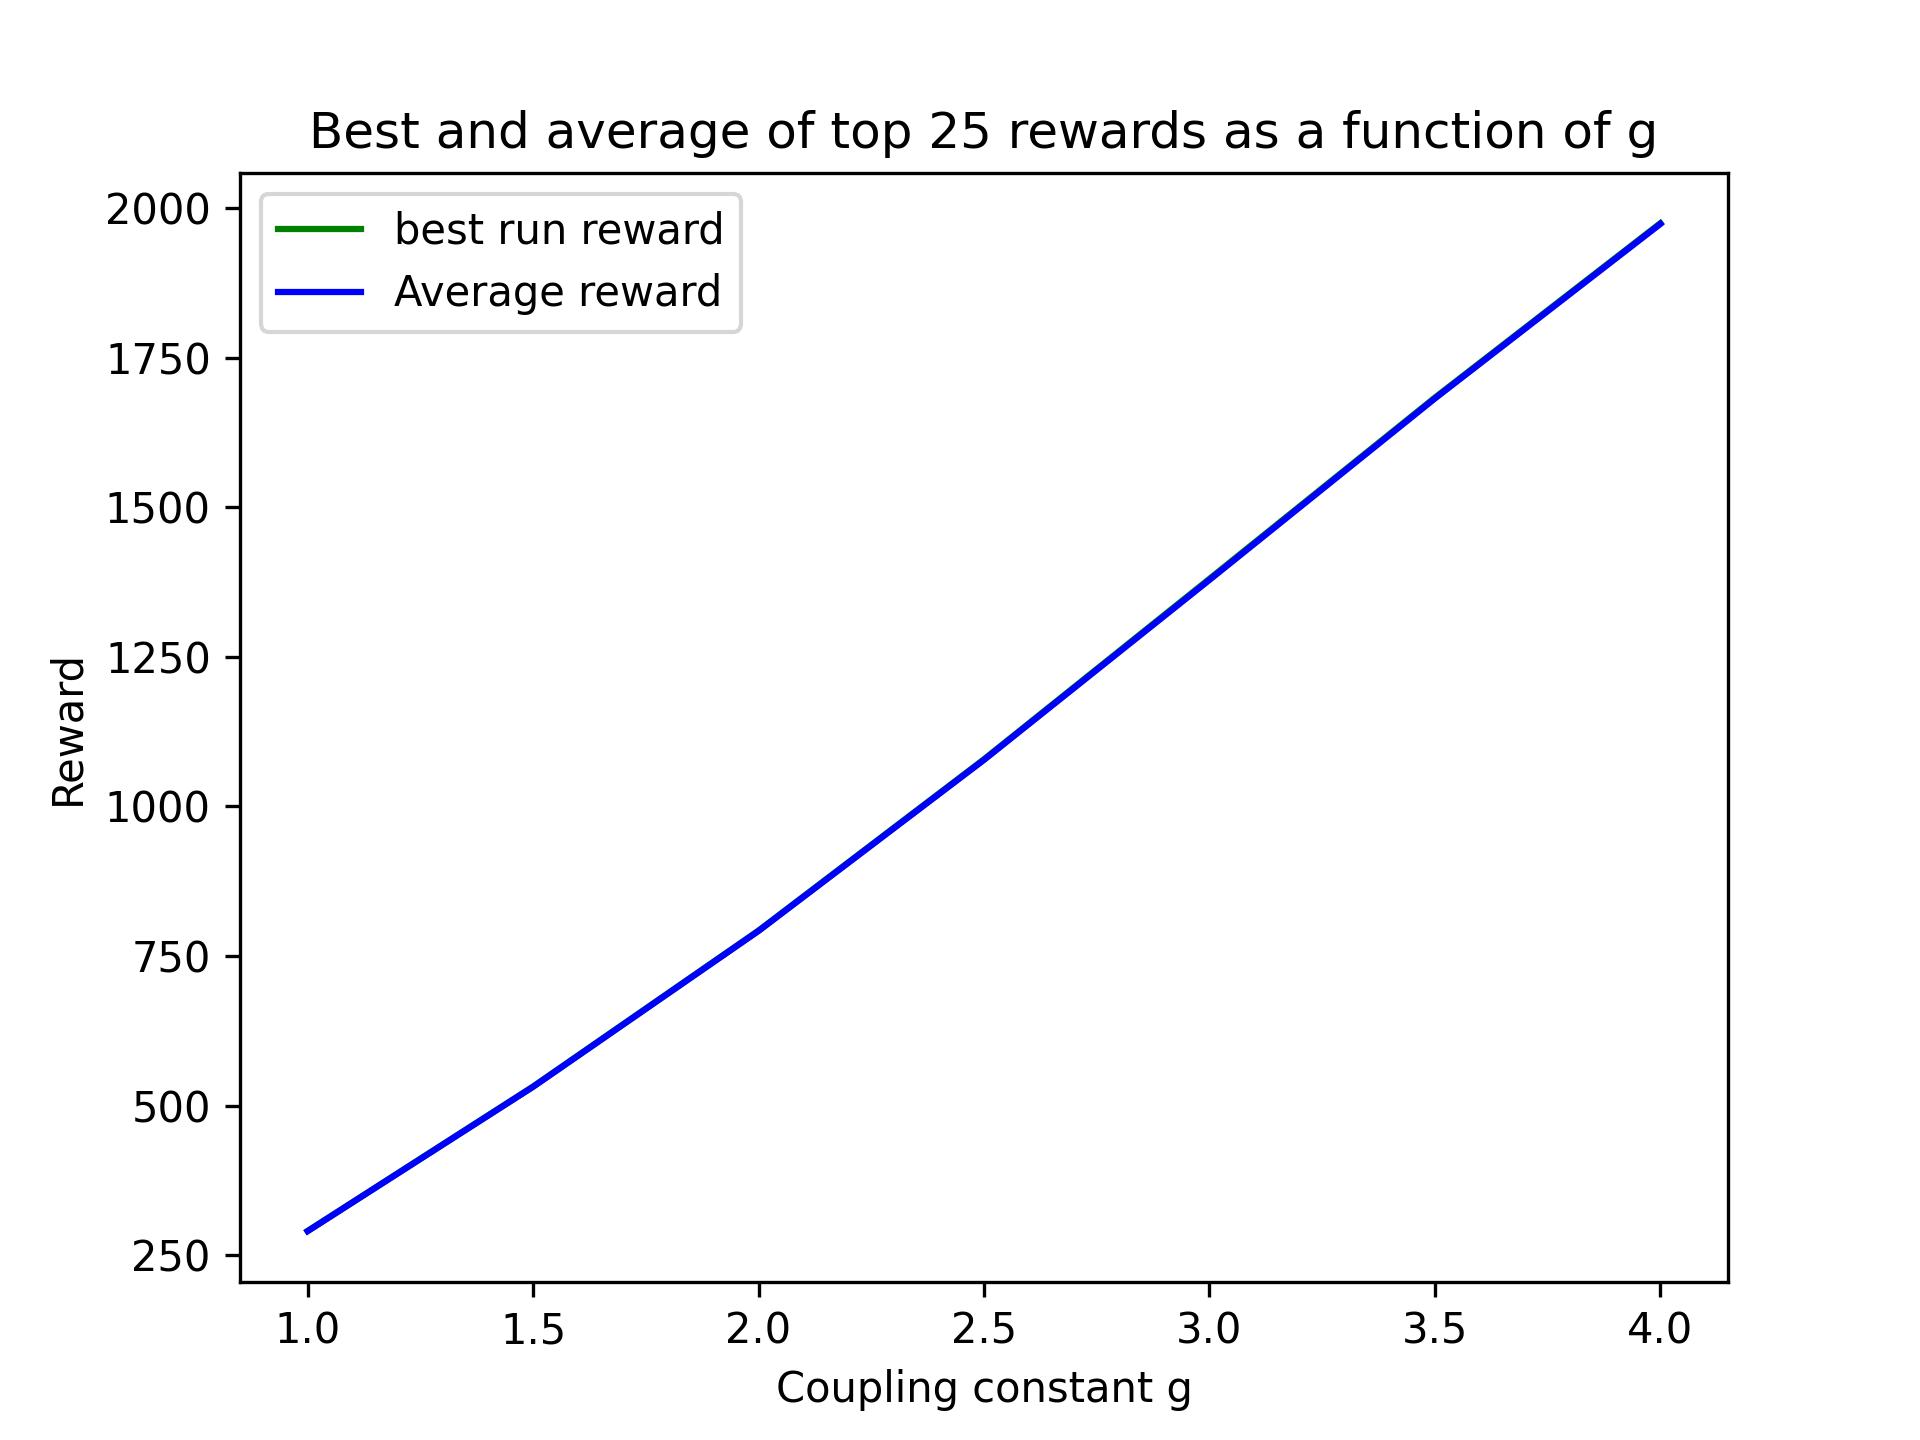 Best and average of top 25 rewards as a function of g
best run reward
Average reward
2000
1750
1500
1250
1000
750
500
250
Reward
1.0 1.5 2.0 2.5 3.0 3.5 4.0
Coupling constant g